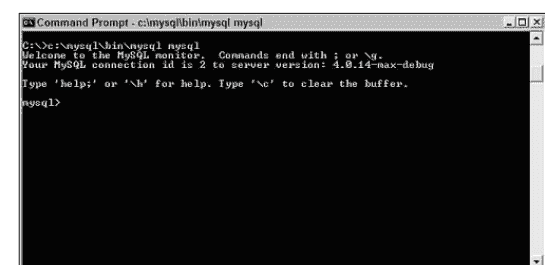 Command Prompt - c:\mysql\bin\mysql mysql
C:\>c:\mysql\bin\mysql mysql
Welcome to the MySQL monitor.  Commands end with ; or \g.
Your MySQL connection id is 2 to server version: 4.0.14-max-debug
Type 'help;' or '\h' for help. Type '\c' to clear the buffer.
mysql>